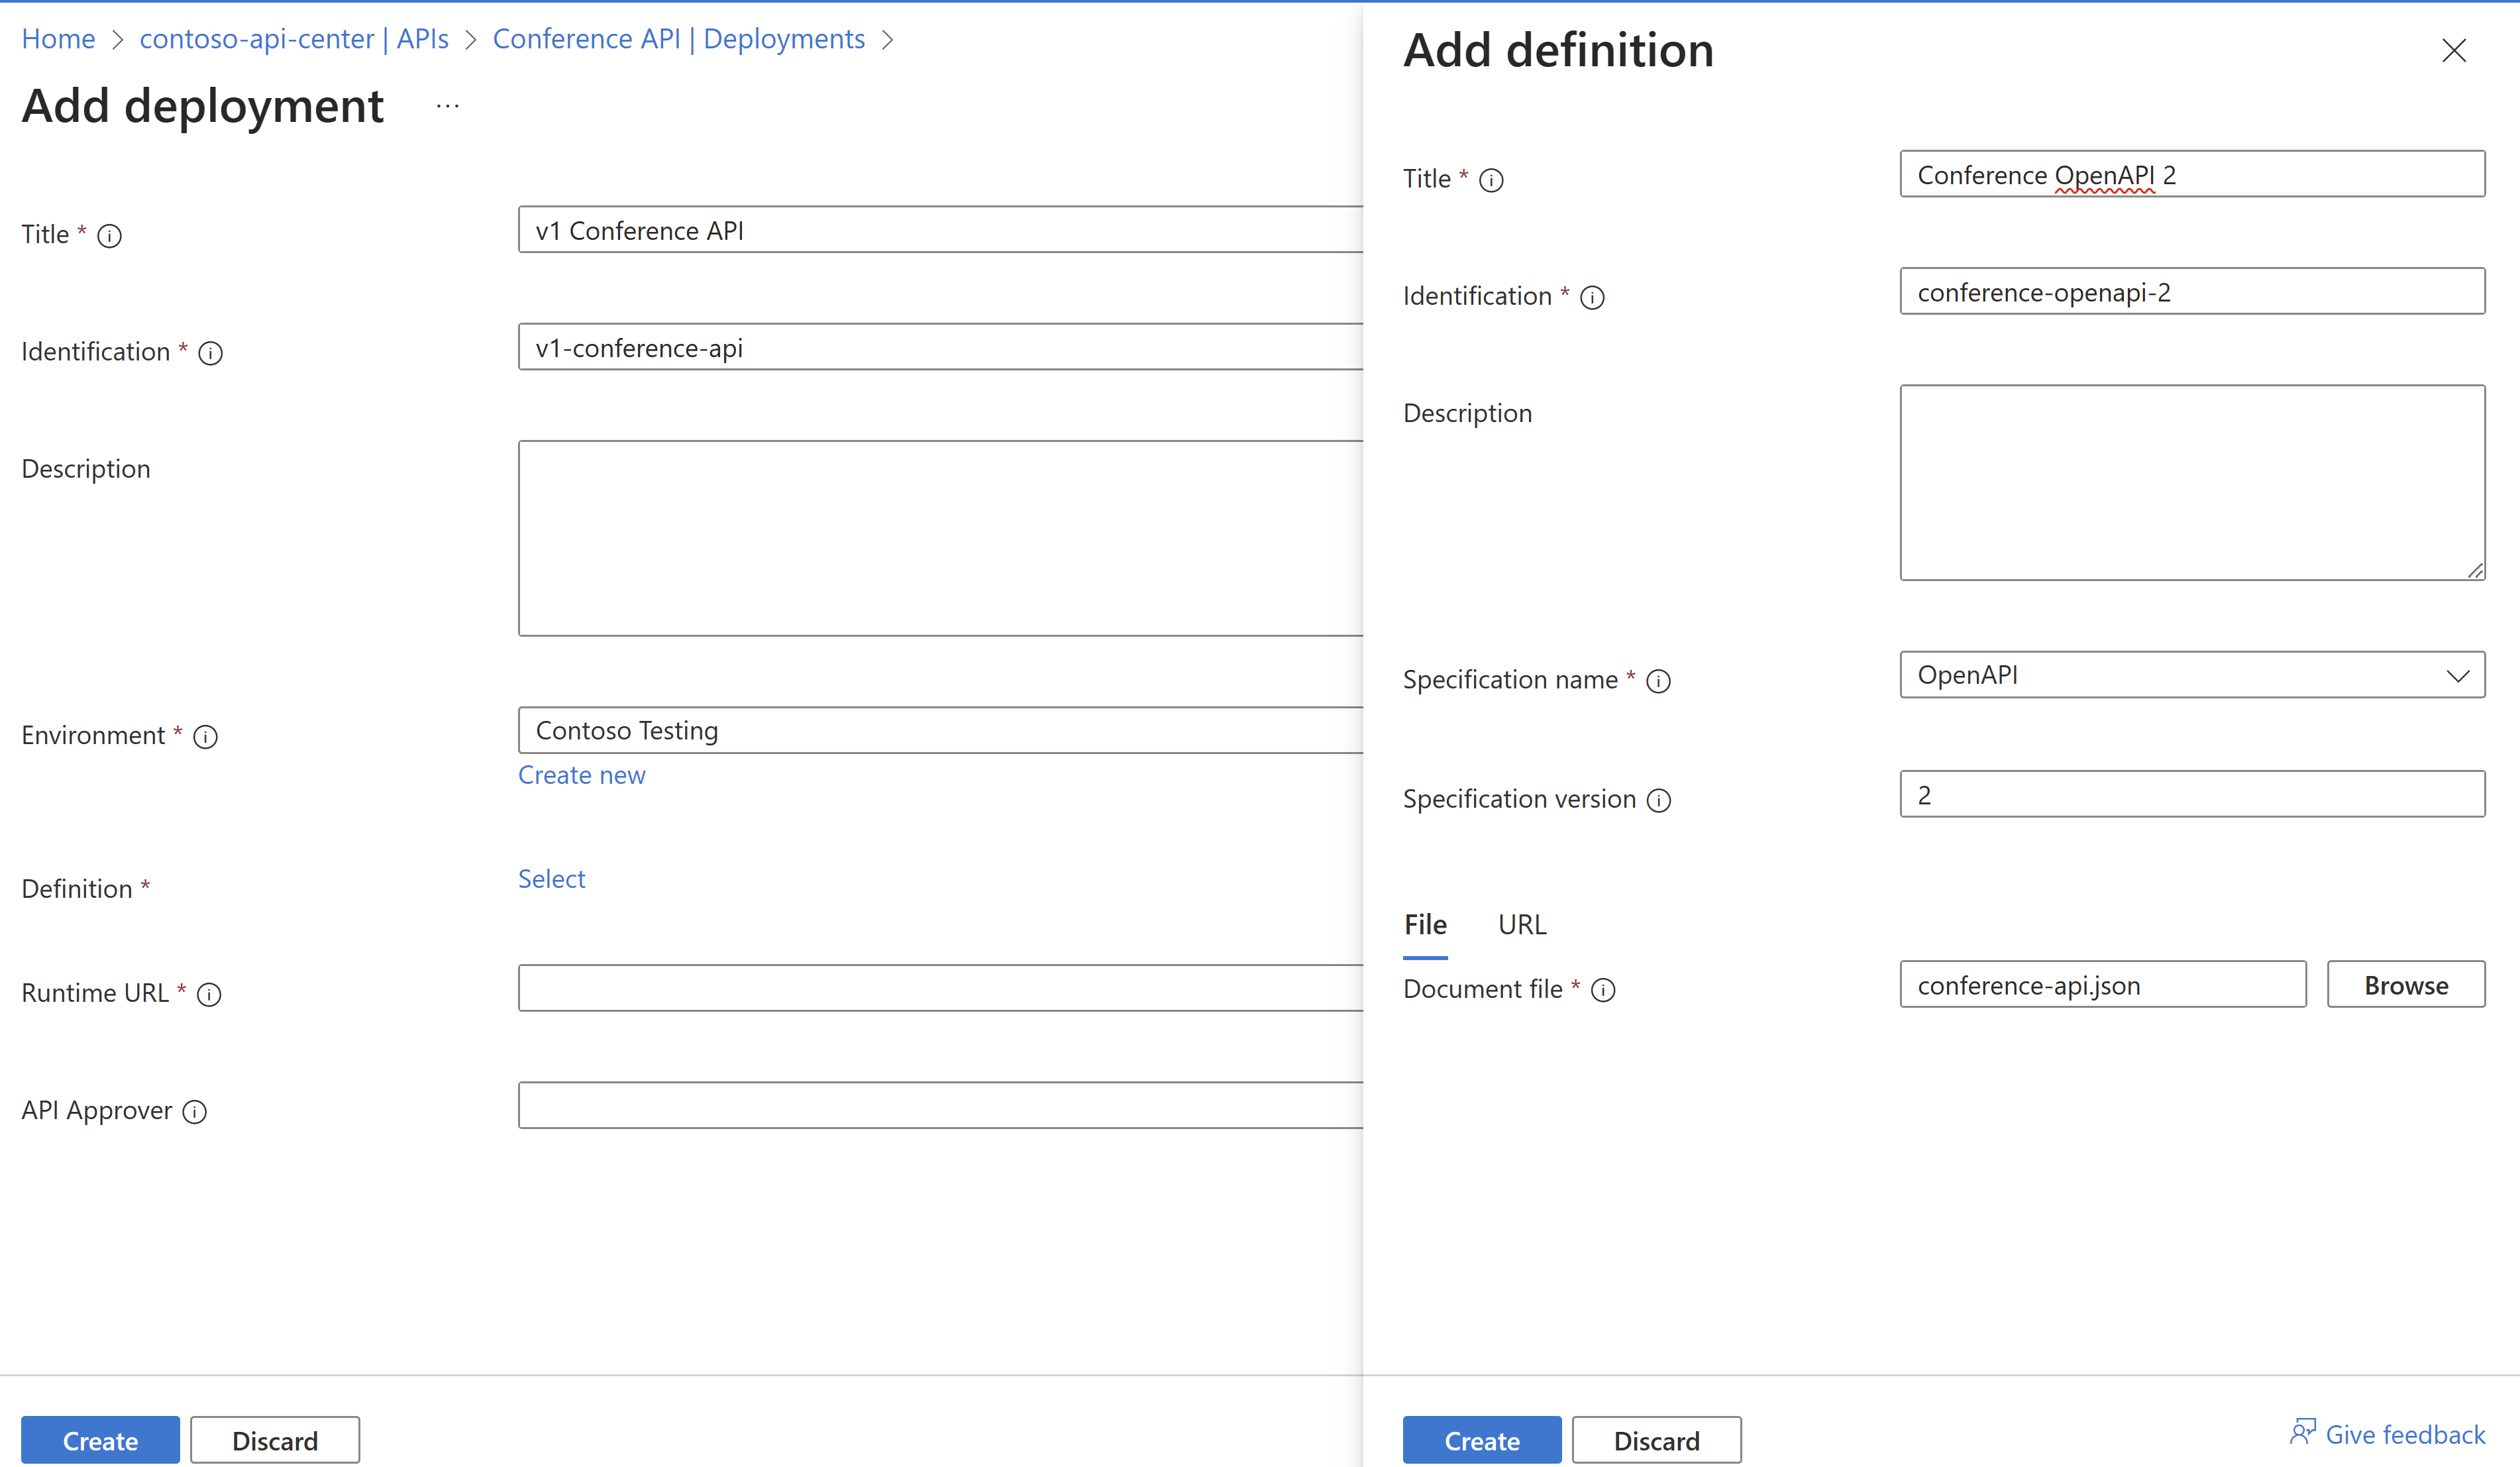 Home > contoso-api-center | APIs > Conference API | Deployments >
Add deployment ...
Title * v1 Conference API
Identification * v1-conference-api
Description
Environment * Contoso Testing
Create new
Definition * Select
Runtime URL *
API Approver
Create Discard
Add definition
Title * Conference OpenAPI 2
Identification * conference-openapi-2
Description
Specification name * OpenAPI
Specification version 2
File URL
Document file * conference-api.json Browse
Create Discard Give feedback